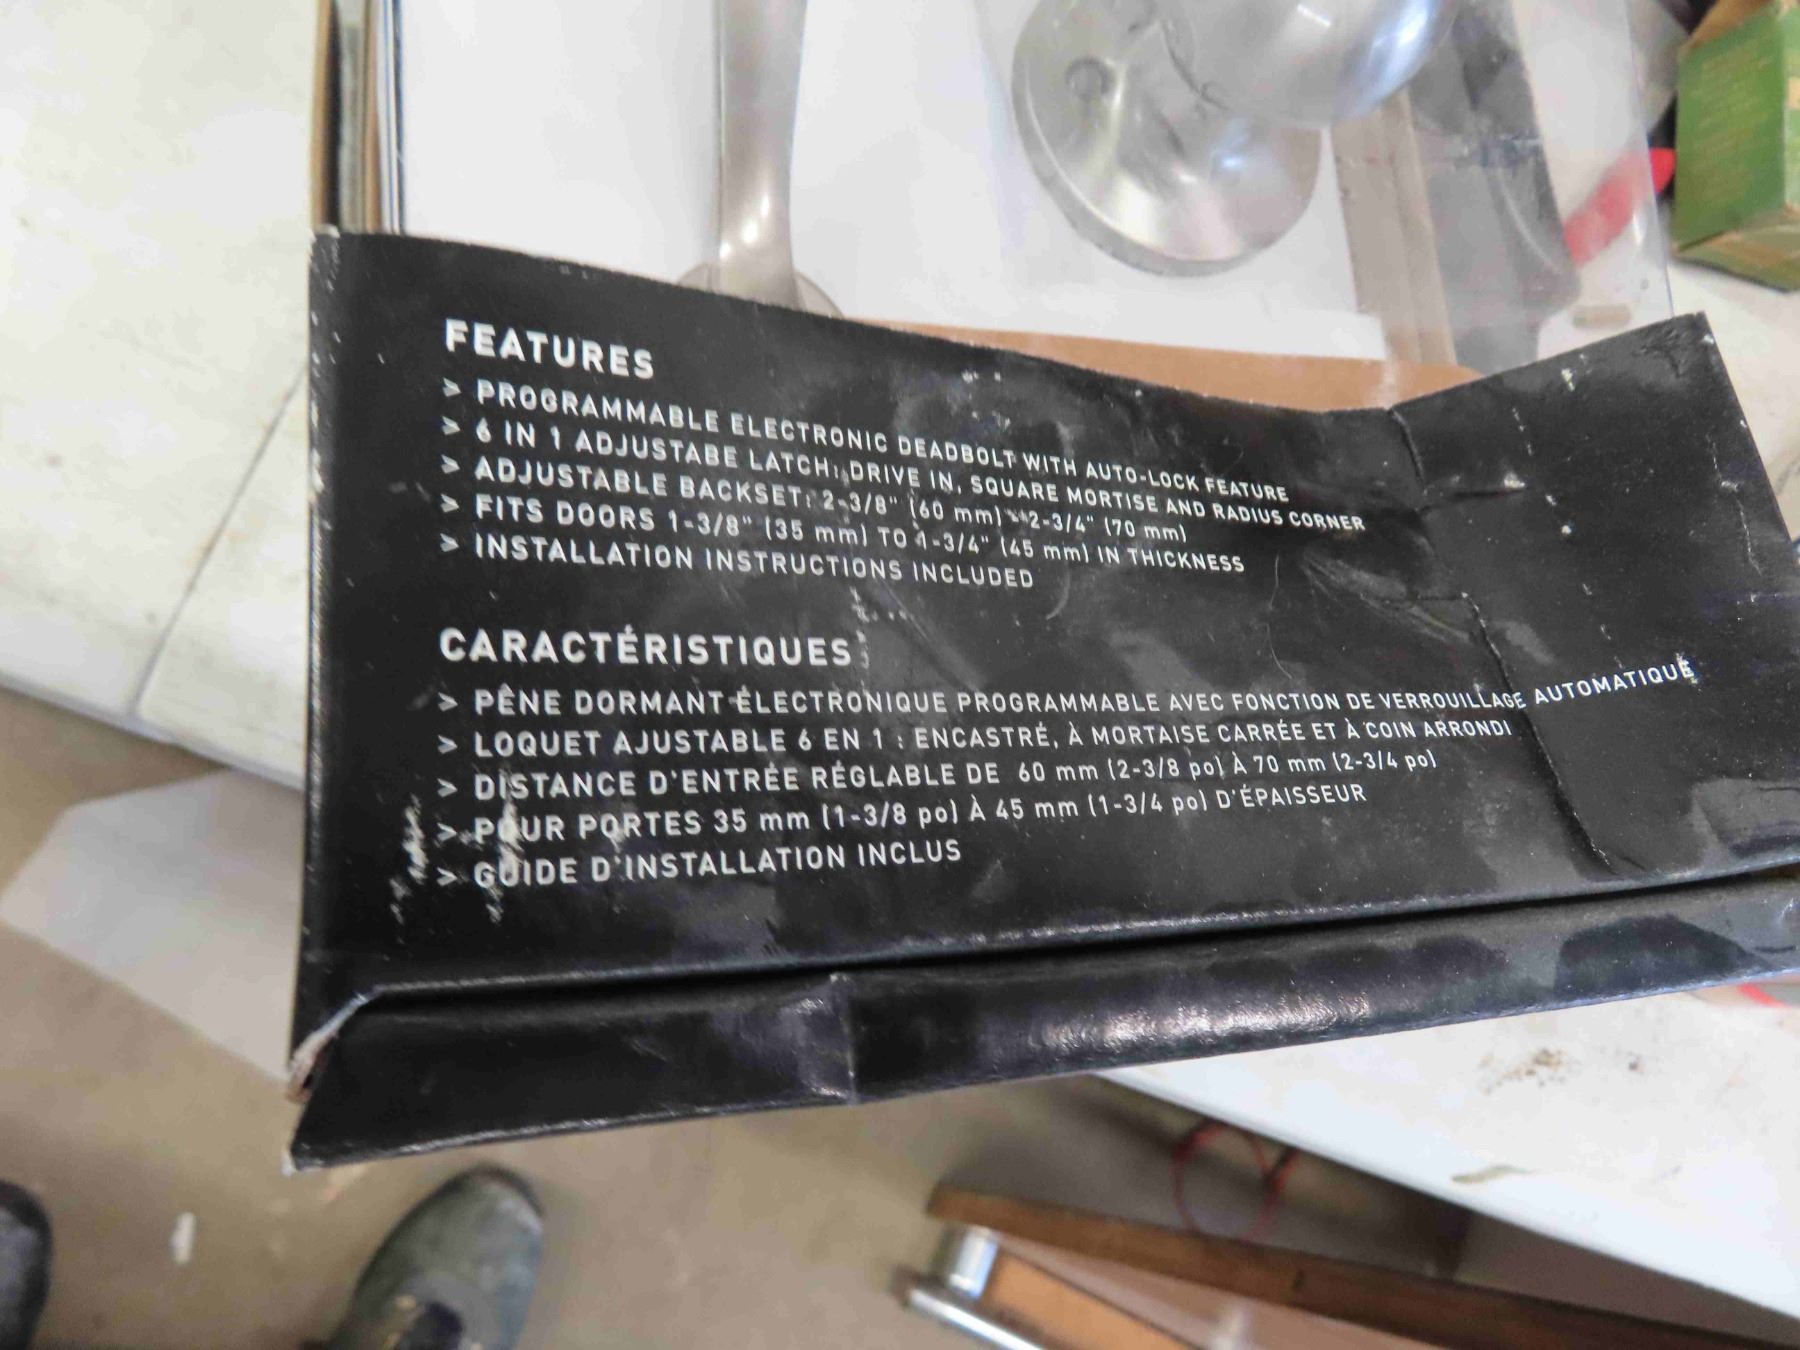 FEATURES
> PROGRAMMABLE ELECTRONIC DEADBOLT WITH AUTO-LOCK FEATURE
> 6 IN 1 ADJUSTABE LATCH: DRIVE IN, SQUARE MORTISE AND RADIUS CORNER
> ADJUSTABLE BACKSET: 2-3/8" (60 mm) 2-3/4" (70 mm)
> FITS DOORS 1-3/8" (35 mm) TO 1-3/4" (45 mm) IN THICKNESS
> INSTALLATION INSTRUCTIONS INCLUDED
CARACTÉRISTIQUES
> PÊNE DORMANT ÉLECTRONIQUE PROGRAMMABLE AVEC FONCTION DE VERROUILLAGE AUTOMATIQUE
> LOQUET AJUSTABLE 6 EN 1 : ENCASTRÉ, À MORTAISE CARRÉE ET À COIN ARRONDI
> DISTANCE D'ENTRÉE RÉGLABLE DE 60 mm (2-3/8 po) À 70 mm (2-3/4 po)
> POUR PORTES 35 mm (1-3/8 po) À 45 mm (1-3/4 po) D'ÉPAISSEUR
> GUIDE D'INSTALLATION INCLUS